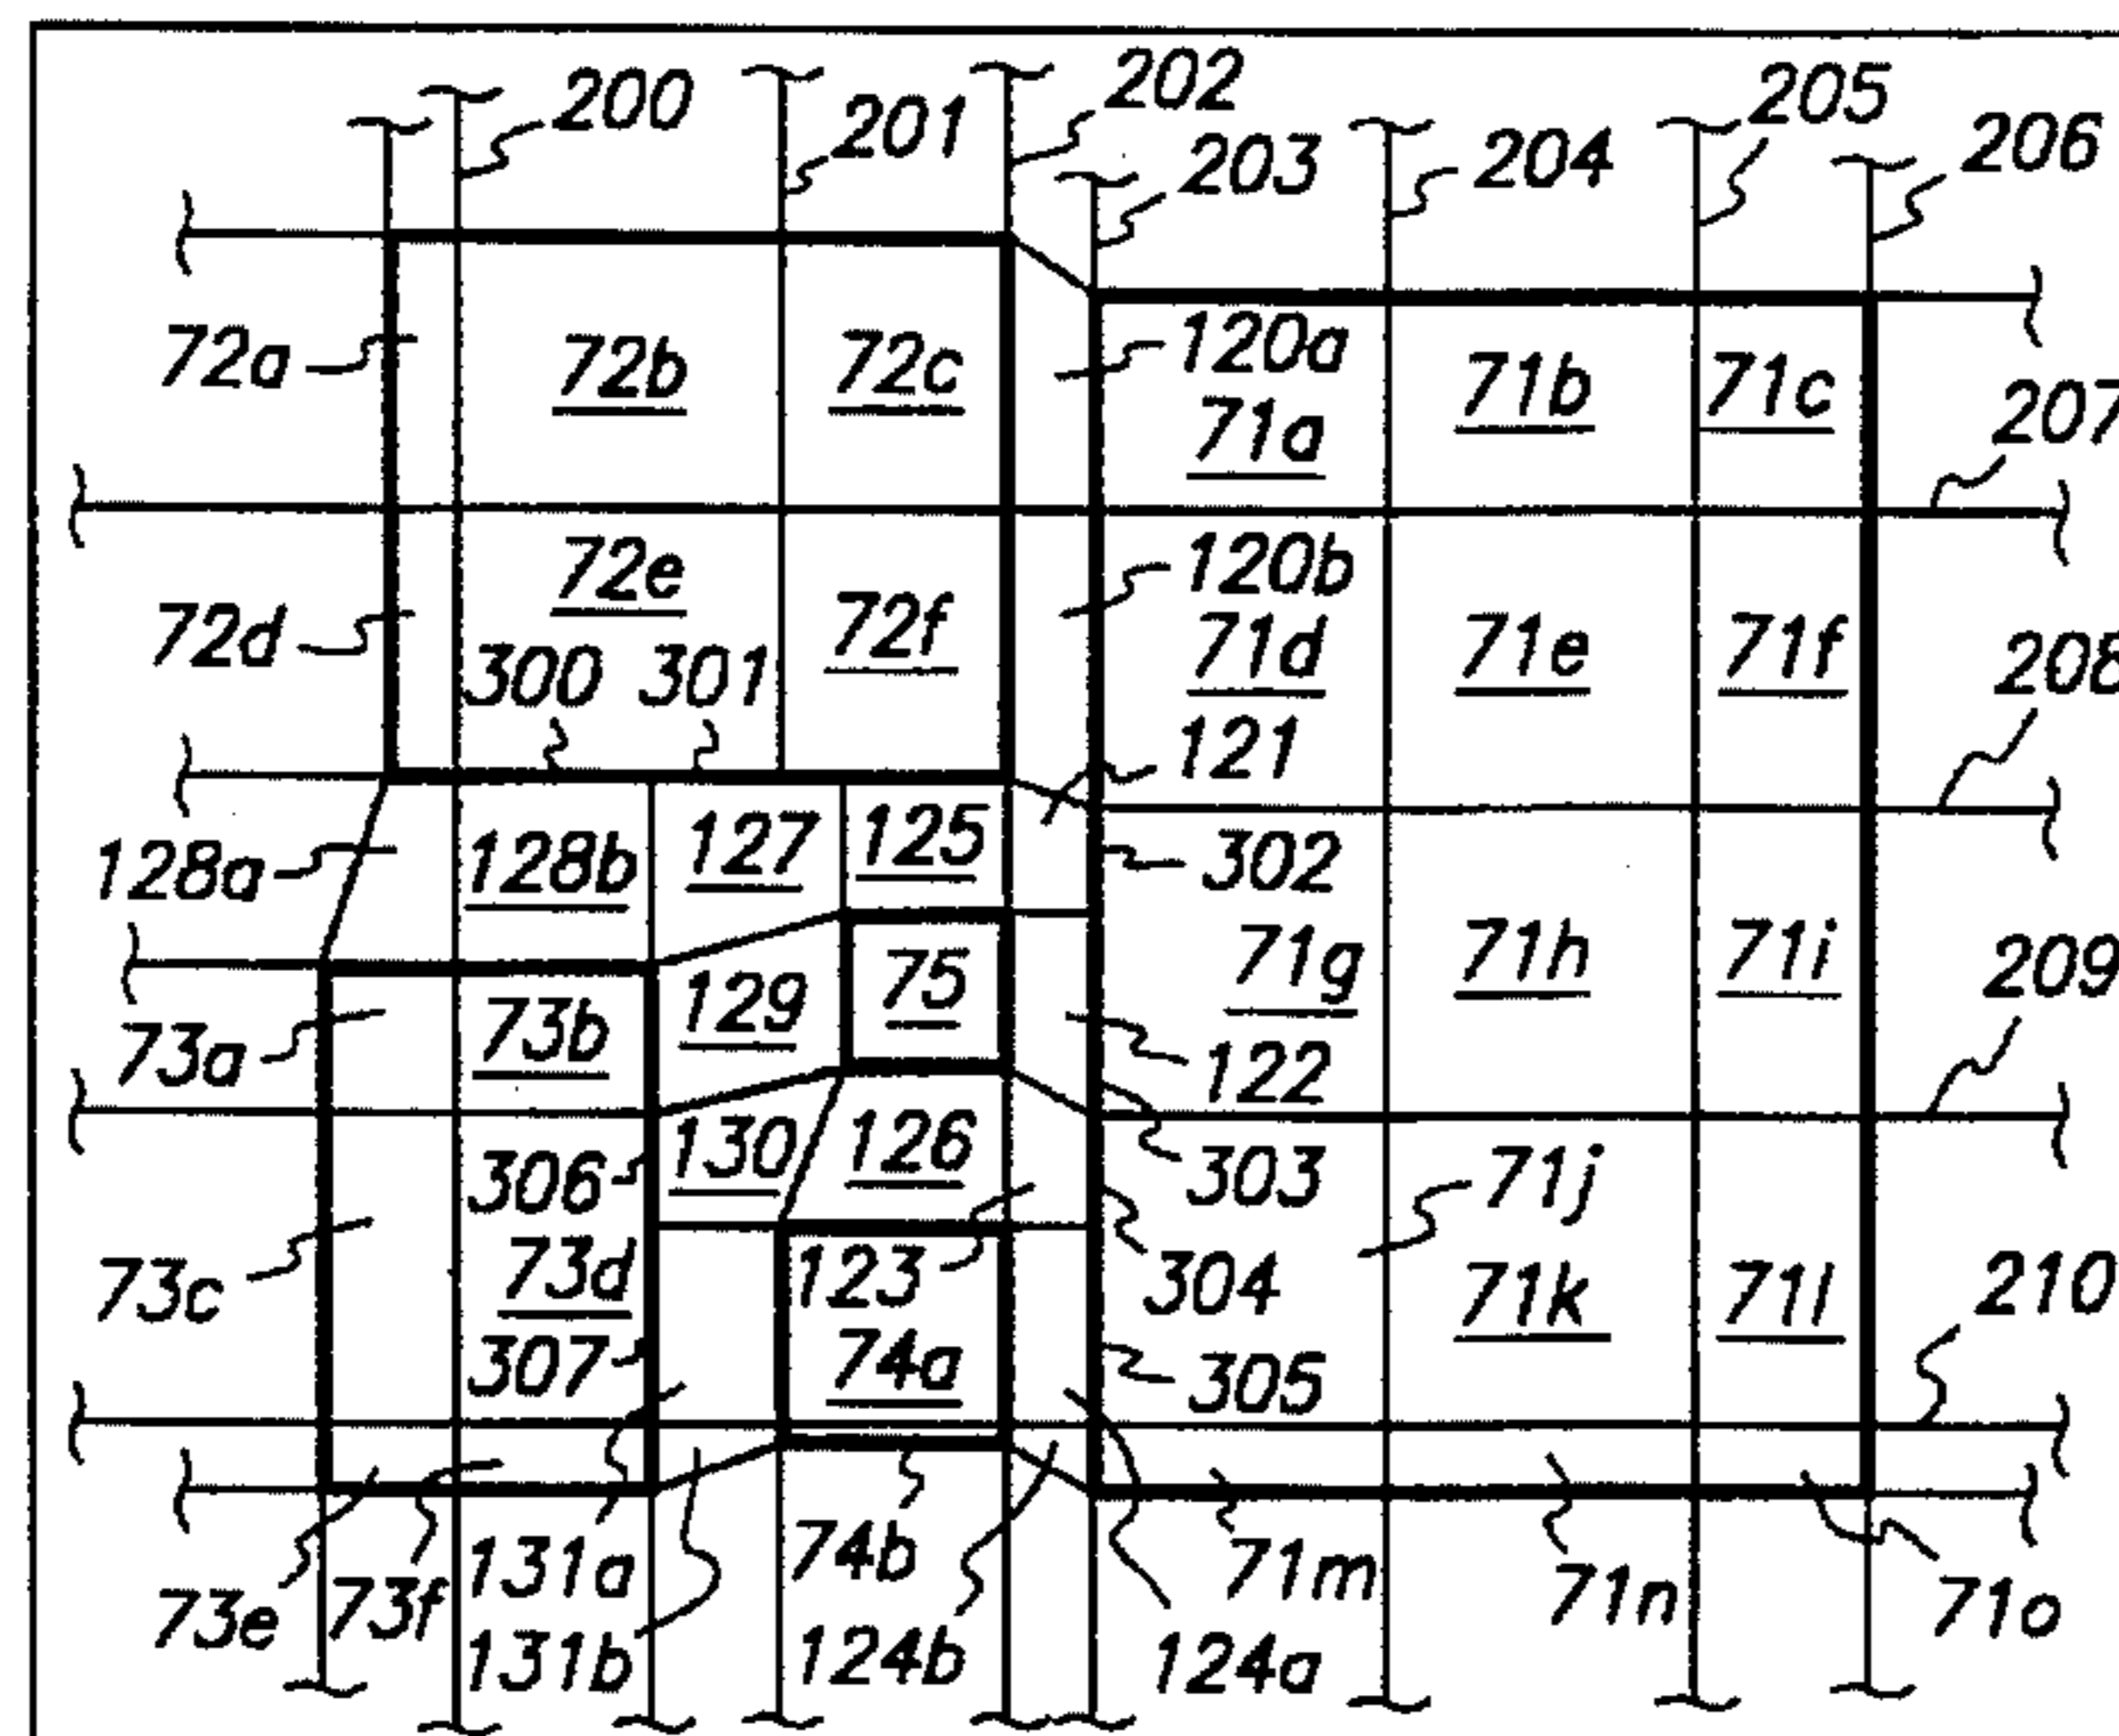 200 201 202 203 204 205 206
72a 72b 72c 120a 71b 71c
71a 207
72d 72e 72f 120b 71d 71e 71f
300 301 208
121
128a 128b 127 125 302
73a 73b 129 75 71g 71h 71i 209
122
306 130 126 303 71j
73c 73d 123 304 71k 71l 210
307 74a 305
73e 73f 131a 74b 71m 71n 71o
131b 124b 124a